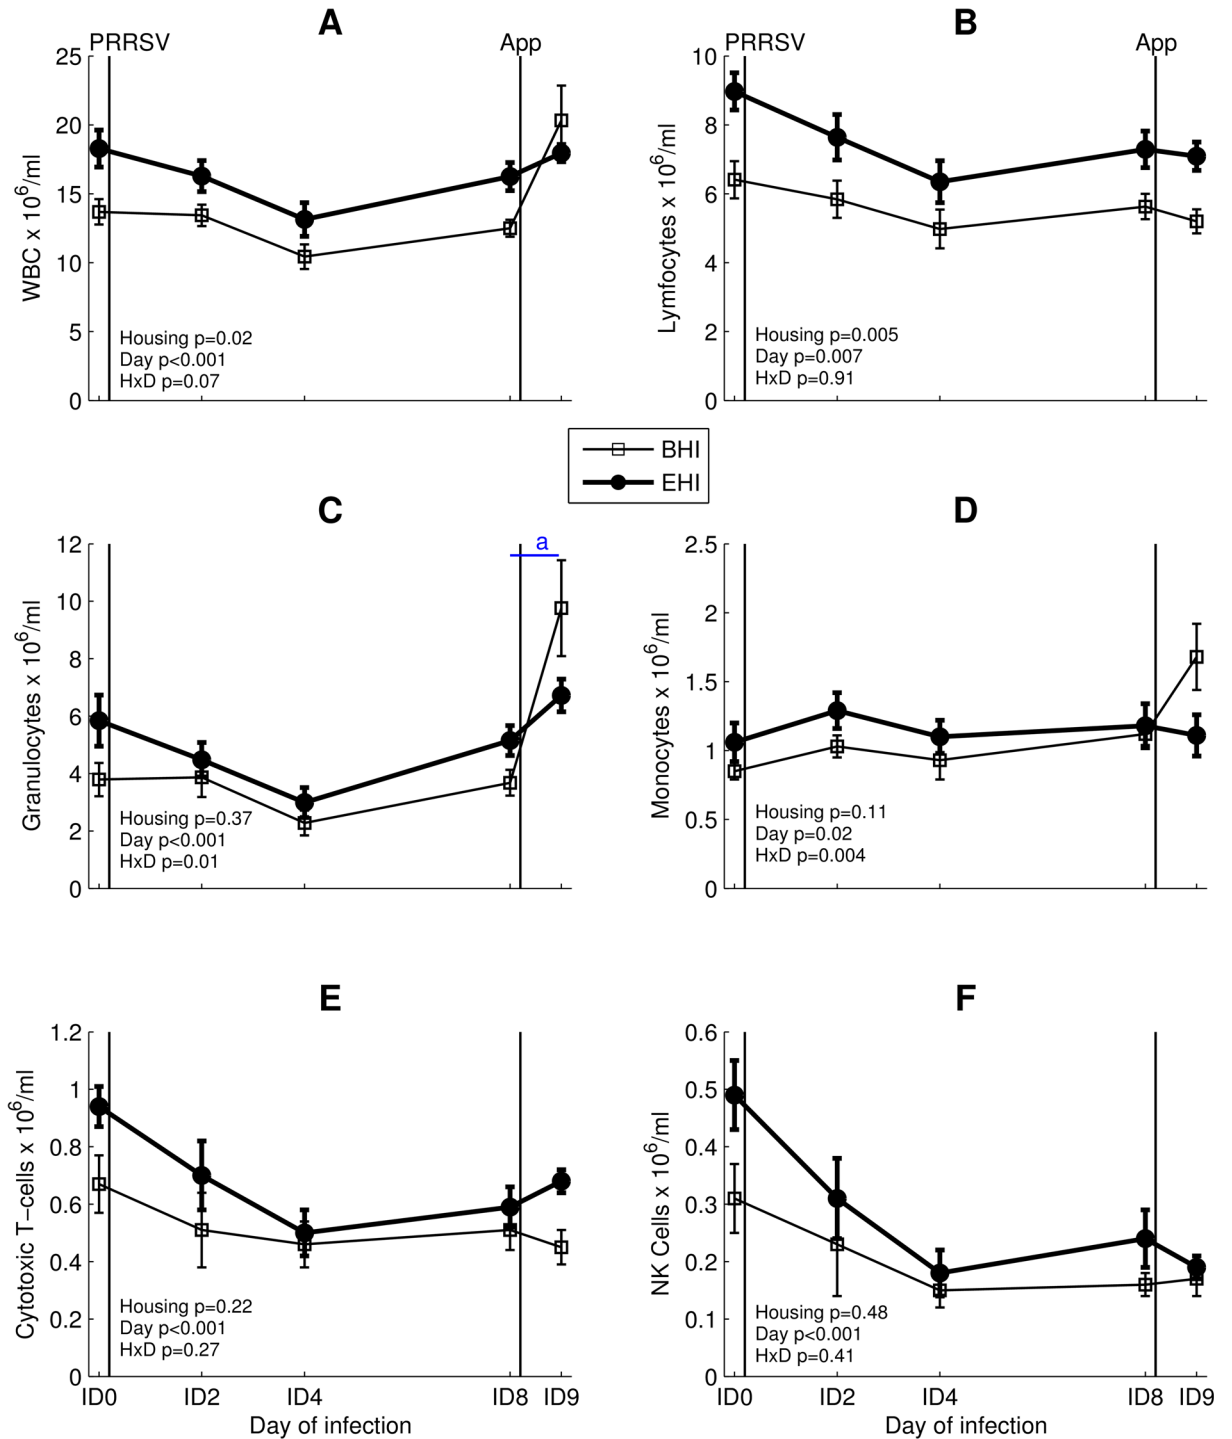 A
PRRSV
App
25
20
15
10
5
0
WBC x 10^6/ml
Housing p=0.02
Day p<0.001
HxD p=0.07
B
PRRSV
App
10
8
6
4
2
0
Lymfocytes x 10^6/ml
Housing p=0.005
Day p=0.007
HxD p=0.91
BHI
EHI
C
a
12
10
8
6
4
2
0
Granulocytes x 10^6/ml
Housing p=0.37
Day p<0.001
HxD p=0.01
D
2.5
2
1.5
1
0.5
0
Monocytes x 10^6/ml
Housing p=0.11
Day p=0.02
HxD p=0.004
E
1.2
1
0.8
0.6
0.4
0.2
0
Cytotoxic T−cells x 10^6/ml
Housing p=0.22
Day p<0.001
HxD p=0.27
ID0 ID2 ID4 ID8 ID9
Day of infection
F
0.6
0.5
0.4
0.3
0.2
0.1
0
NK Cells x 10^6/ml
Housing p=0.48
Day p<0.001
HxD p=0.41
ID0 ID2 ID4 ID8 ID9
Day of infection